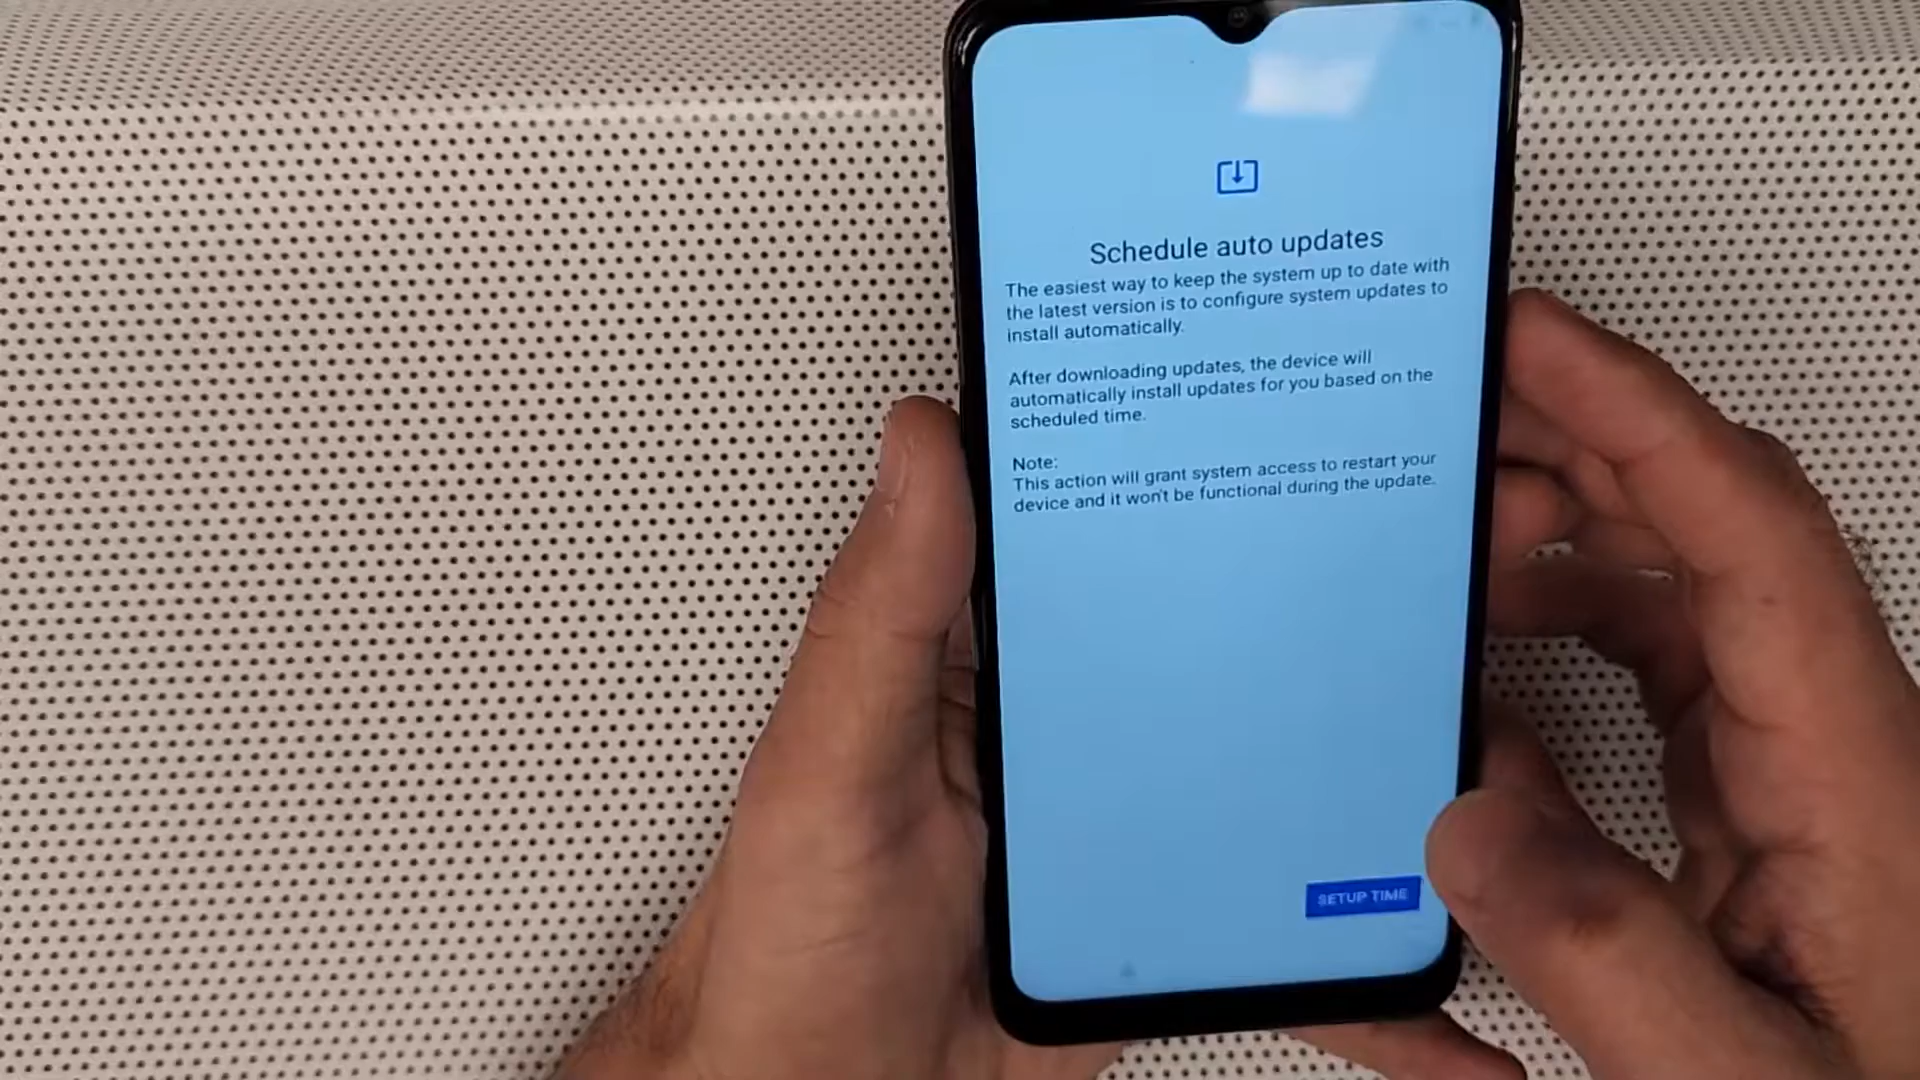 Schedule auto updates
The easiest way to keep the system up to date with
the latest version is to configure system updates to
install automatically.
After downloading updates, the device will
automatically install updates for you based on the
scheduled time.
Note:
This action will grant system access to restart your
device and it won't be functional during the update.
SETUP TIME